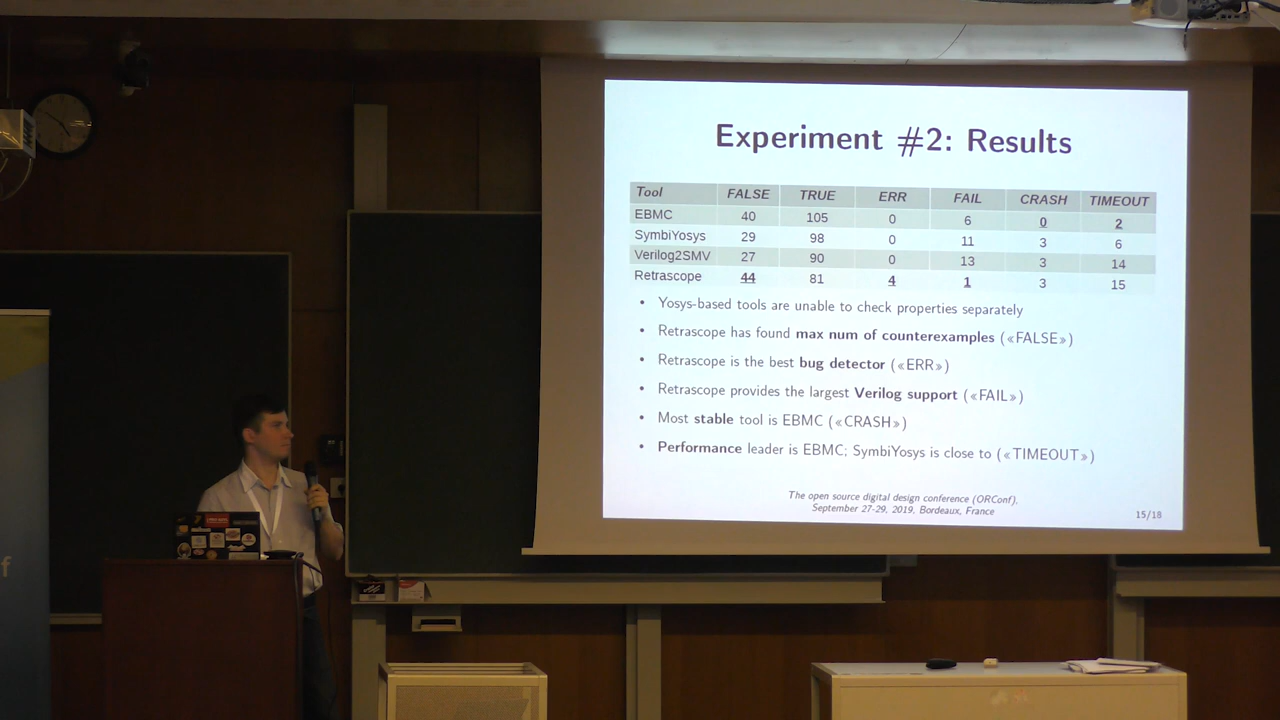 Experiment #2: Results
Tool FALSE TRUE ERR FAIL CRASH TIMEOUT
EBMC 40 105 0 6 0 2
SymbiYosys 29 98 0 11 3 6
Verilog2SMV 27 90 0 13 3 14
Retrascope 44 81 4 1 3 15
• Yosys-based tools are unable to check properties separately
• Retrascope has found max num of counterexamples («FALSE»)
• Retrascope is the best bug detector («ERR»)
• Retrascope provides the largest Verilog support («FAIL»)
• Most stable tool is EBMC («CRASH»)
• Performance leader is EBMC; SymbiYosys is close to («TIMEOUT»)
The open source digital design conference (ORConf).
September 27-29, 2019, Bordeaux, France
15/18
f